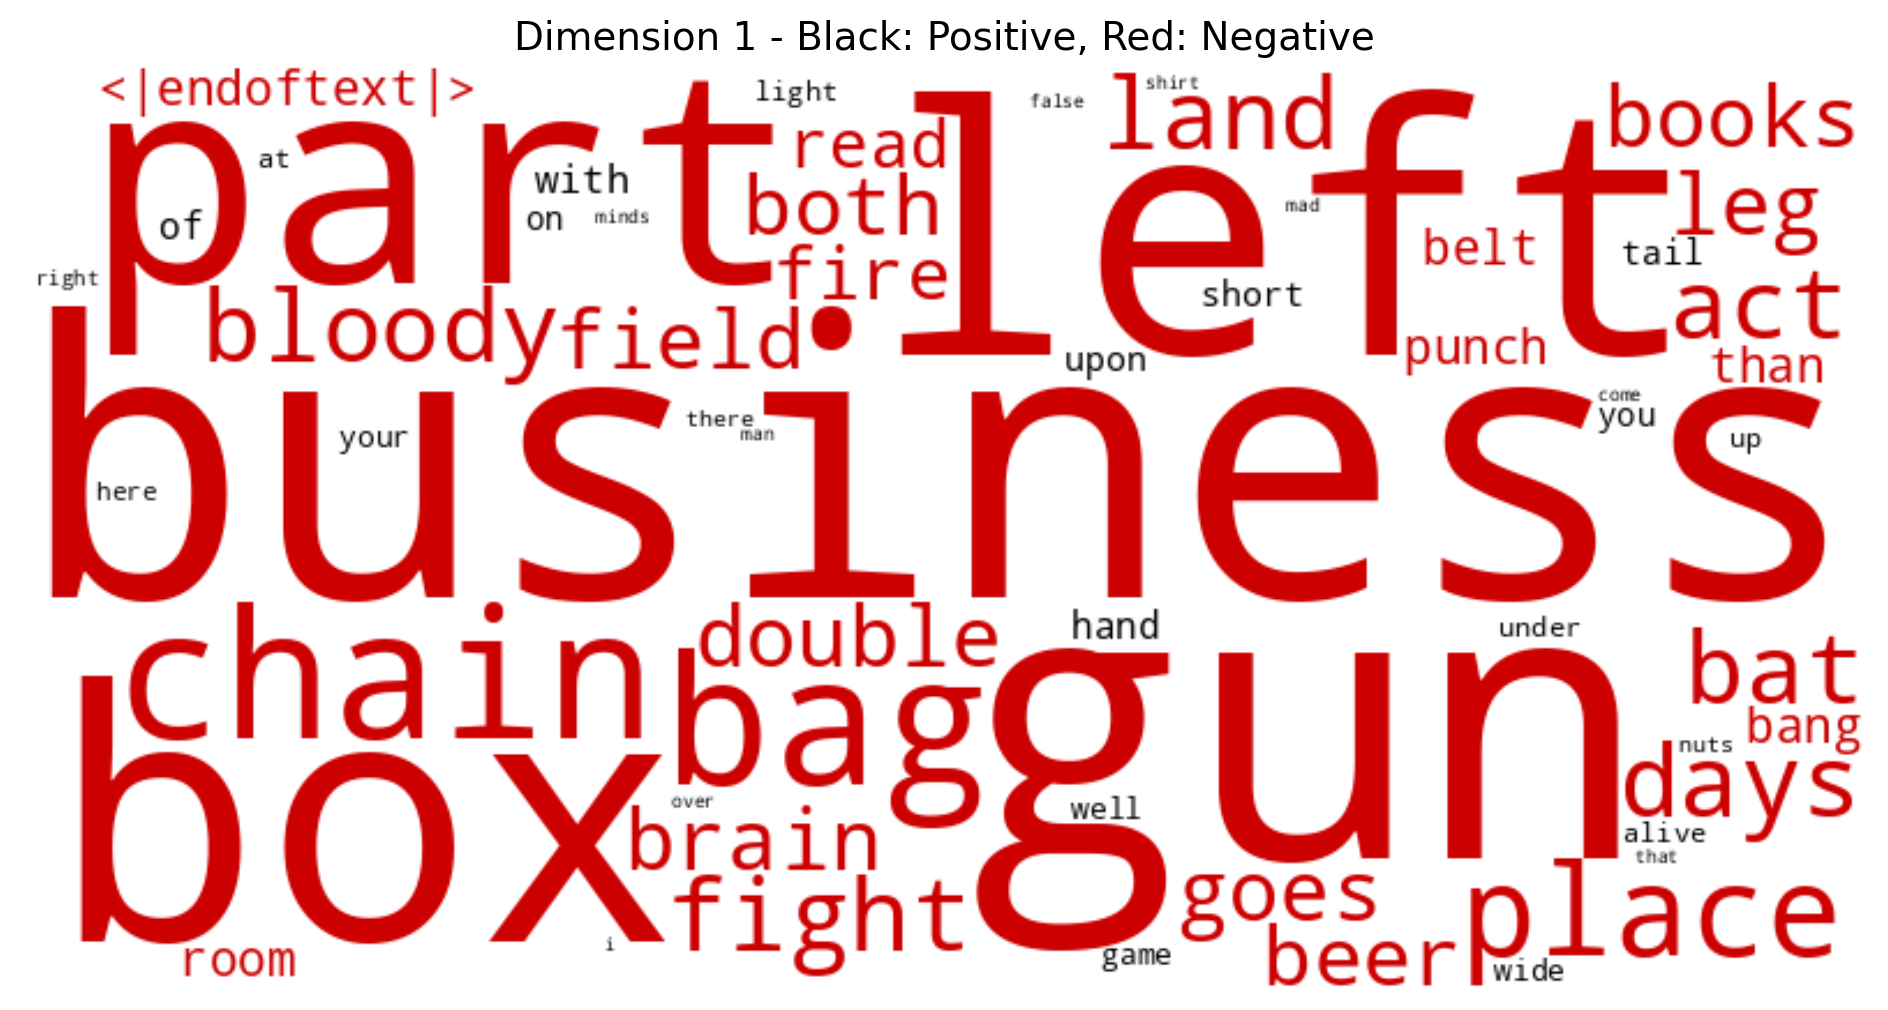 Dimension 1 - Black: Positive, Red: Negative
<|endoftext|>
light
false
shirt
land
books
part
at
of
with
on
minds
read
both
fire
left
mad
short
belt
tail
leg
act
punch
than
right
bloody
field
upon
business
here
your
there
man
come
you
up
chain
double
hand
under
bat
bang
nuts
days
box
bag
gun
over
brain
well
alive
that
fight
goes
place
room
i
game
beer
wide